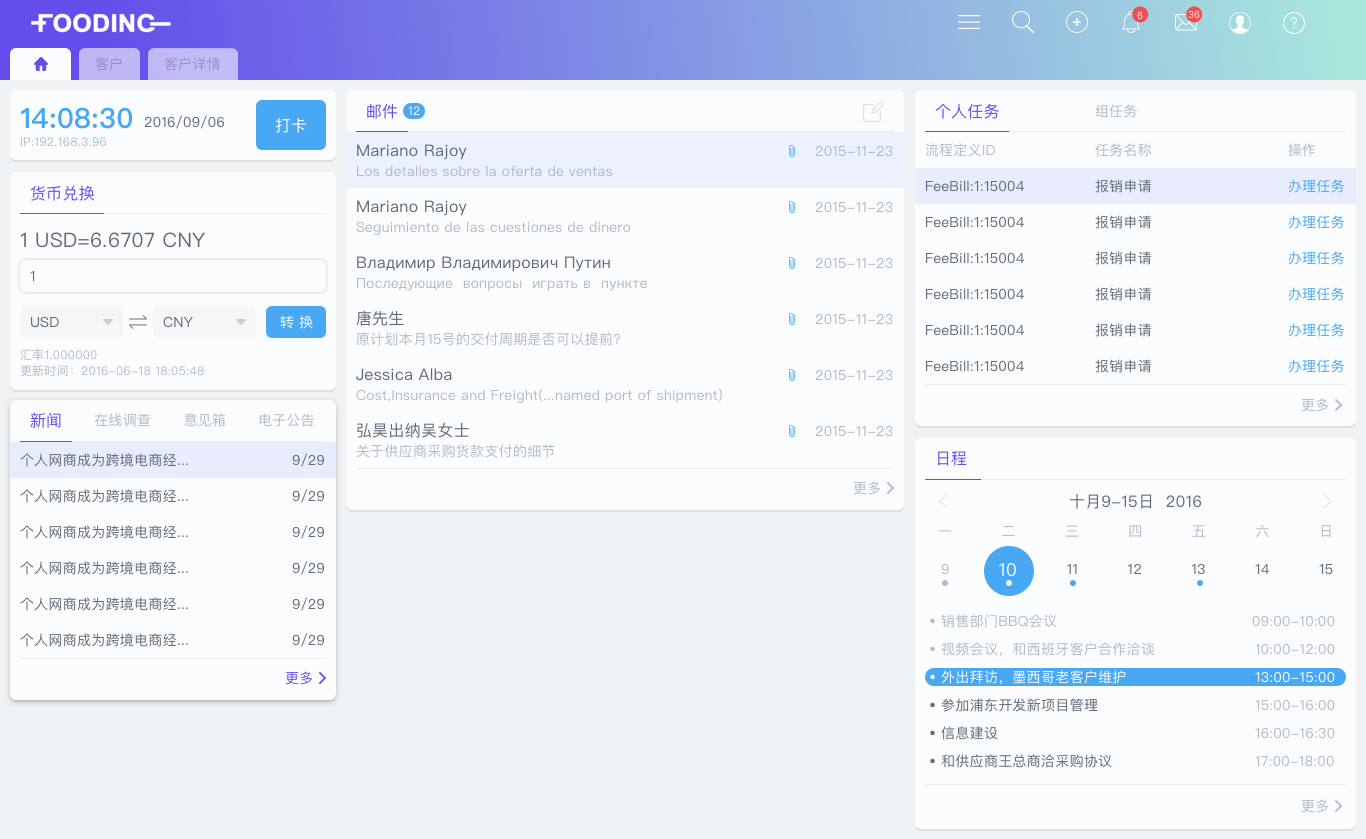 FOODINC
6
36
?
客户
客户详情
14:08:30 2016/09/06
IP:192.168.3.96
打卡
货币兑换
1 USD=6.6707 CNY
1
USD CNY 转 换
汇率1.000000
更新时间：2016-06-18 18:05:48
新闻 在线调查 意见箱 电子公告
个人网商成为跨境电商经... 9/29
个人网商成为跨境电商经... 9/29
个人网商成为跨境电商经... 9/29
个人网商成为跨境电商经... 9/29
个人网商成为跨境电商经... 9/29
个人网商成为跨境电商经... 9/29
更多
邮件 12
Mariano Rajoy 2015-11-23
Los detalles sobre la oferta de ventas
Mariano Rajoy 2015-11-23
Seguimiento de las cuestiones de dinero
Владимир Владимирович Путин 2015-11-23
Последующие вопросы играть в пункте
唐先生 2015-11-23
原计划本月15号的交付周期是否可以提前?
Jessica Alba 2015-11-23
Cost,Insurance and Freight(...named port of shipment)
弘昊出纳吴女士 2015-11-23
关于供应商采购货款支付的细节
更多
个人任务 组任务
流程定义ID 任务名称 操作
FeeBill:1:15004 报销申请 办理任务
FeeBill:1:15004 报销申请 办理任务
FeeBill:1:15004 报销申请 办理任务
FeeBill:1:15004 报销申请 办理任务
FeeBill:1:15004 报销申请 办理任务
FeeBill:1:15004 报销申请 办理任务
更多
日程
十月9-15日 2016
一 二 三 四 五 六 日
9 10 11 12 13 14 15
• 销售部门BBQ会议 09:00-10:00
• 视频会议，和西班牙客户合作洽谈 10:00-12:00
• 外出拜访，墨西哥老客户维护 13:00-15:00
• 参加浦东开发新项目管理 15:00-16:00
• 信息建设 16:00-16:30
• 和供应商王总商洽采购协议 17:00-18:00
更多